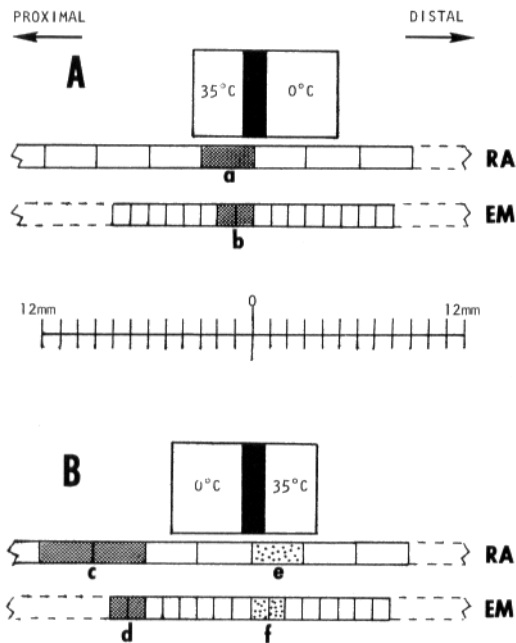 PROXIMAL DISTAL
A
35°C 0°C
RA
a
EM
b
12mm 0 12mm
B
0°C 35°C
RA
c e
EM
d f